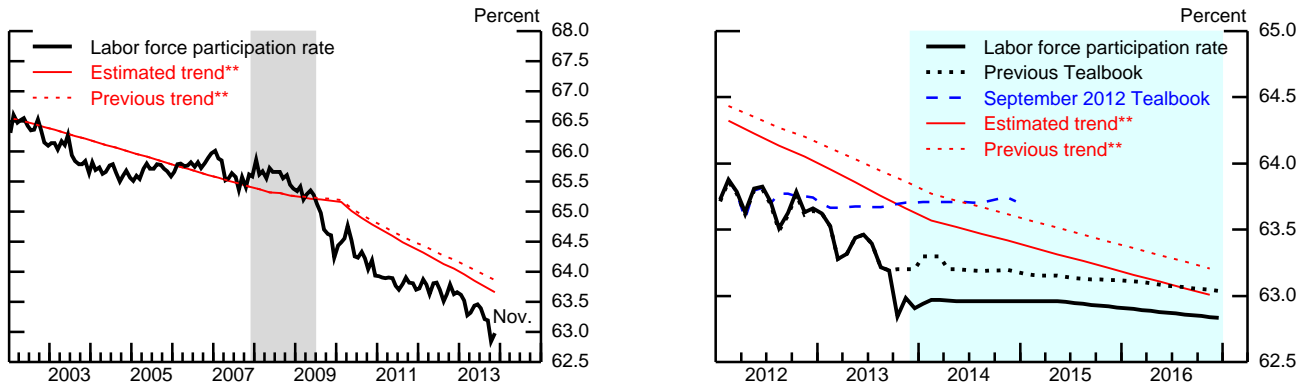 Percent
68.0
67.5
67.0
66.5
66.0
65.5
65.0
64.5
64.0
63.5
63.0
62.5
Labor force participation rate
Estimated trend**
Previous trend**
Nov.
2003 2005 2007 2009 2011 2013
Percent
65.0
64.5
64.0
63.5
63.0
62.5
Labor force participation rate
Previous Tealbook
September 2012 Tealbook
Estimated trend**
Previous trend**
2012 2013 2014 2015 2016